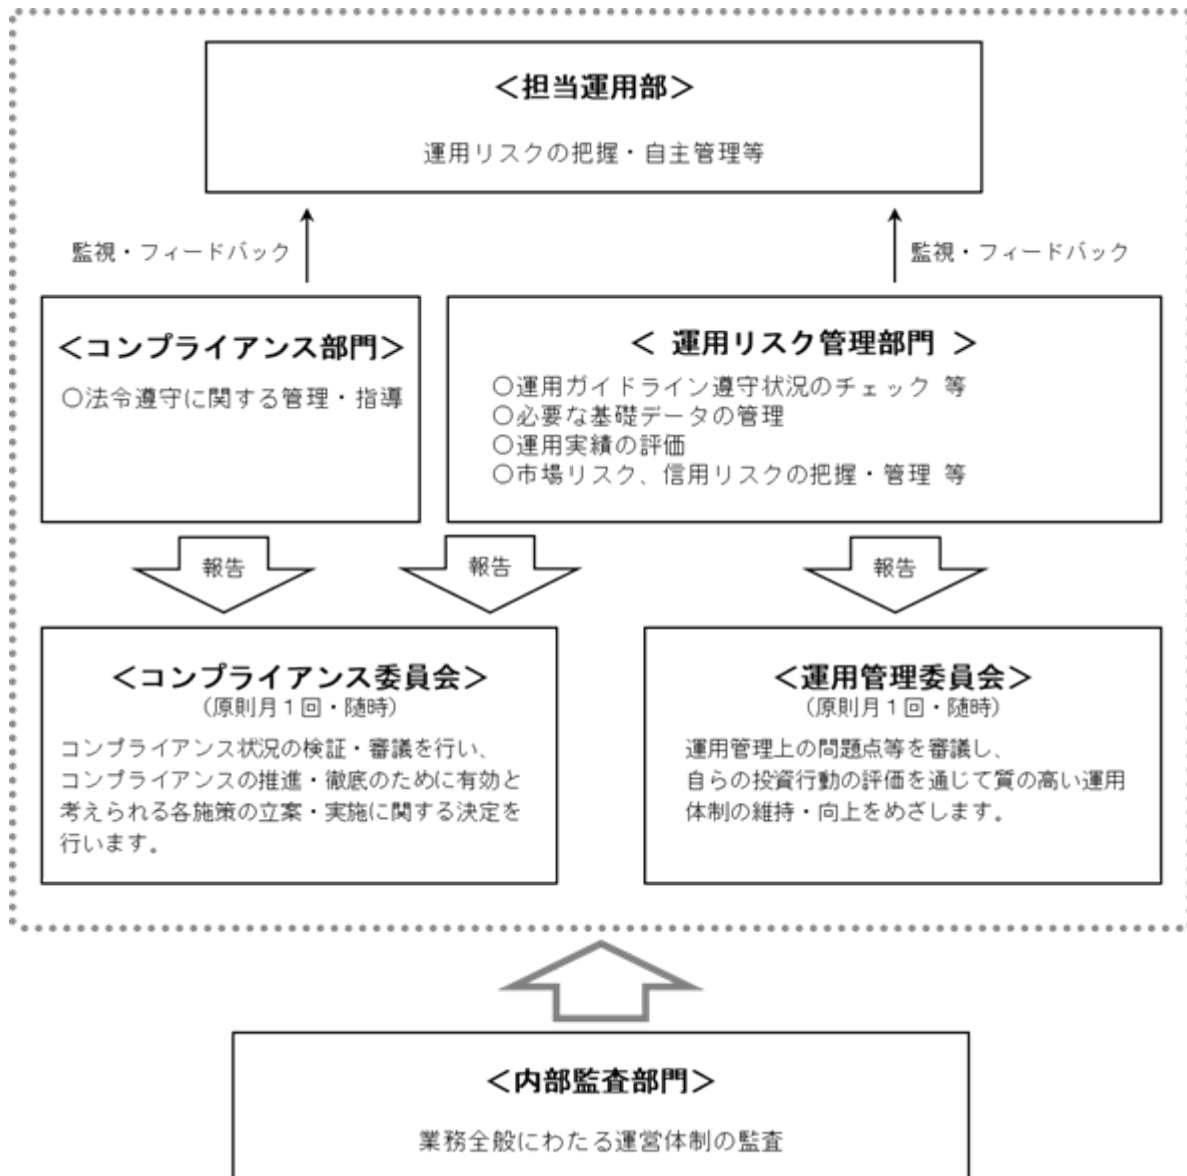 ＜担当運用部＞
運用リスクの把握・自主管理等
監視・フィードバック
監視・フィードバック
＜コンプライアンス部門＞
○法令遵守に関する管理・指導
＜ 運用リスク管理部門 ＞
○運用ガイドライン遵守状況のチェック 等
○必要な基礎データの管理
○運用実績の評価
○市場リスク、信用リスクの把握・管理 等
報告
報告
報告
＜コンプライアンス委員会＞
（原則月１回・随時）
コンプライアンス状況の検証・審議を行い、
コンプライアンスの推進・徹底のために有効と
考えられる各施策の立案・実施に関する決定を
行います。
＜運用管理委員会＞
（原則月１回・随時）
運用管理上の問題点等を審議し、
自らの投資行動の評価を通じて質の高い運用
体制の維持・向上をめざします。
＜内部監査部門＞
業務全般にわたる運営体制の監査